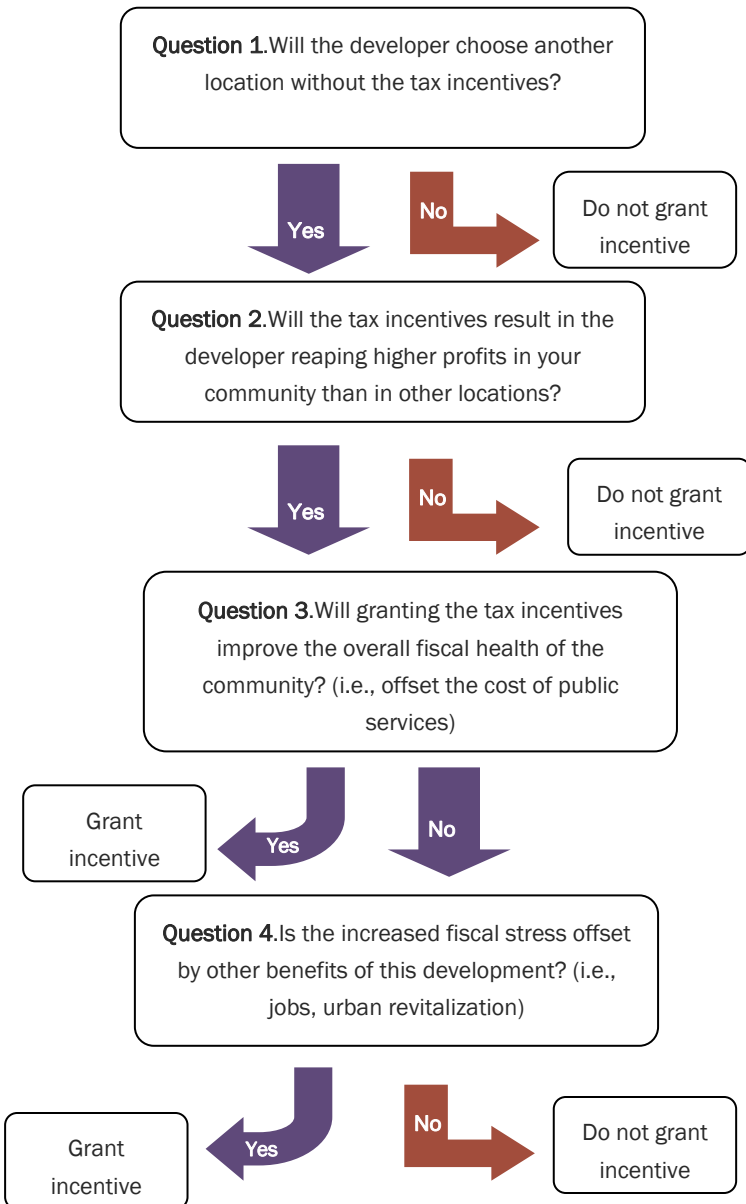 Question 1.Will the developer choose another
location without the tax incentives?
Yes
No
Do not grant
incentive
Question 2.Will the tax incentives result in the
developer reaping higher profits in your
community than in other locations?
Yes
No
Do not grant
incentive
Question 3.Will granting the tax incentives
improve the overall fiscal health of the
community? (i.e., offset the cost of public
services)
Grant
incentive
Yes
No
Question 4.Is the increased fiscal stress offset
by other benefits of this development? (i.e.,
jobs, urban revitalization)
Grant
incentive
Yes
No
Do not grant
incentive